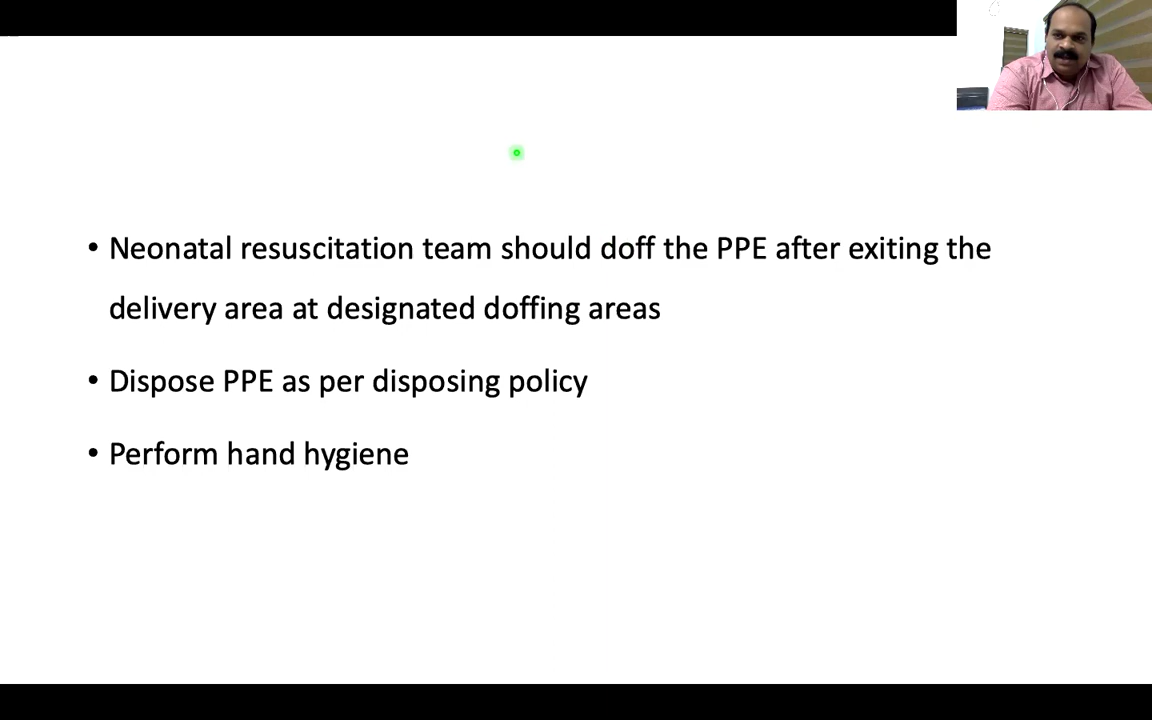 • Neonatal resuscitation team should doff the PPE after exiting the
delivery area at designated doffing areas
• Dispose PPE as per disposing policy
• Perform hand hygiene